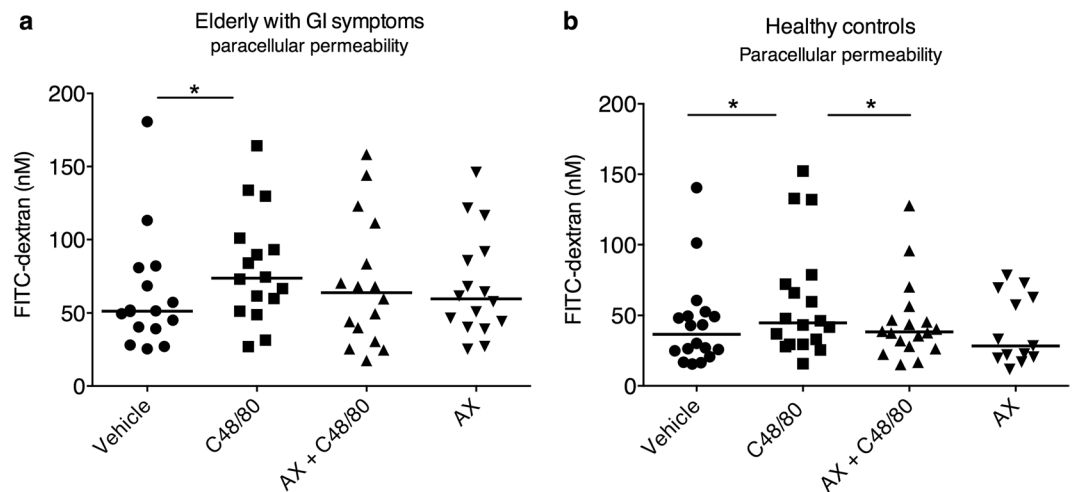 a
Elderly with GI symptoms
paracellular permeability
*
FITC-dextran (nM)
200
150
100
50
0
Vehicle
C48/80
AX + C48/80
AX
b
Healthy controls
Paracellular permeability
*
*
FITC-dextran (nM)
200
150
100
50
0
Vehicle
C48/80
AX + C48/80
AX